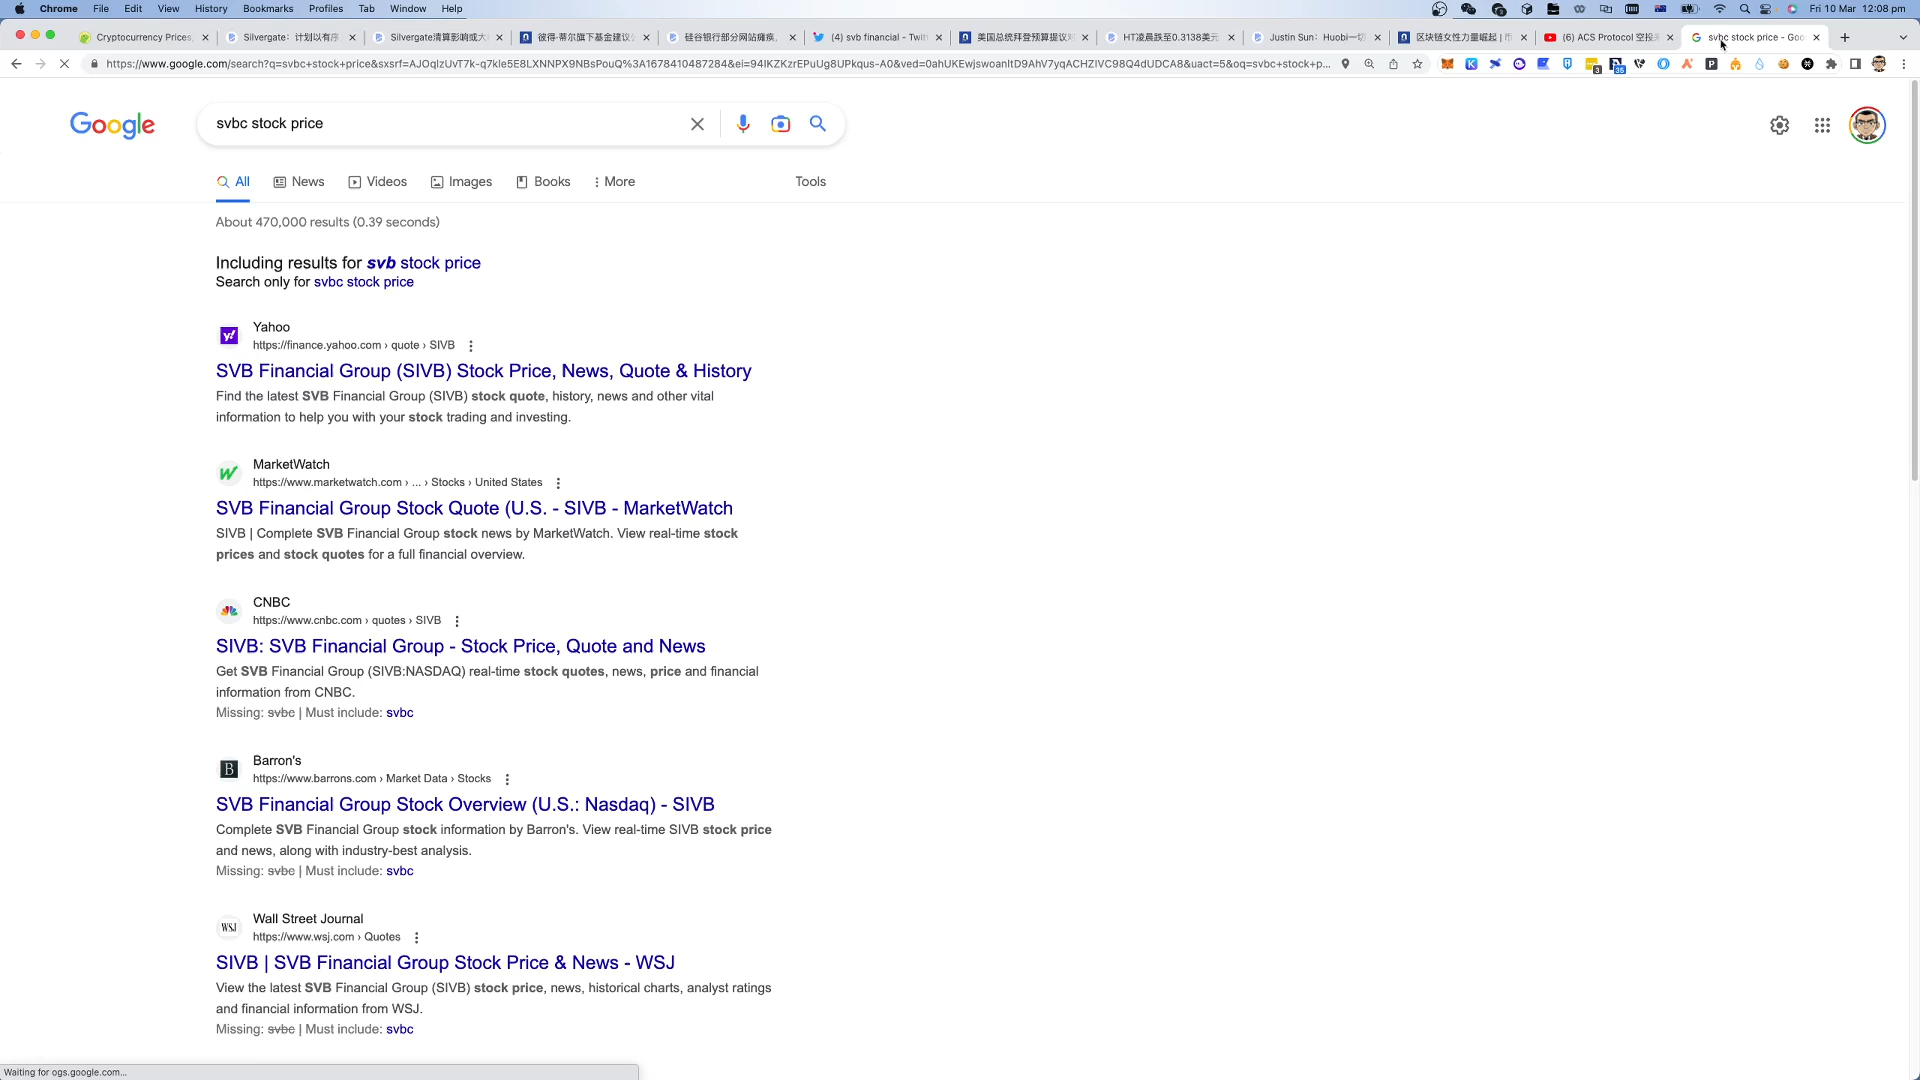 Chrome File Edit View History Bookmarks Profiles Tab Window Help Fri 10 Mar 12:08 pm
Cryptocurrency Prices, Silvergate：计划以有序 Silvergate清算影响或大 彼得·蒂尔旗下基金建议公 硅谷银行部分网站瘫痪, (4) svb financial - Twitt 美国总统拜登预算提议对 HT凌晨跌至0.3138美元 Justin Sun：Huobi一切 区块链女性力量崛起 | 币 (6) ACS Protocol 空投 svbc stock price - Goo
https://www.google.com/search?q=svbc+stock+price&sxsrf=AJOqlzUvT7k-q7kle5E8LXNNPX9NBsPouQ%3A1678410487284&ei=94IKZKzrEPuUg8UPkqus-A0&ved=0ahUKEwjswoanltD9AhV7yqACHZIVC98Q4dUDCA8&uact=5&oq=svbc+stock+p...
3 35
Google
svbc stock price
All News Videos Images Books More Tools
About 470,000 results (0.39 seconds)
Including results for svb stock price
Search only for svbc stock price
Yahoo
https://finance.yahoo.com › quote › SIVB
SVB Financial Group (SIVB) Stock Price, News, Quote & History
Find the latest SVB Financial Group (SIVB) stock quote, history, news and other vital
information to help you with your stock trading and investing.
MarketWatch
https://www.marketwatch.com › ... › Stocks › United States
SVB Financial Group Stock Quote (U.S. - SIVB - MarketWatch
SIVB | Complete SVB Financial Group stock news by MarketWatch. View real-time stock
prices and stock quotes for a full financial overview.
CNBC
https://www.cnbc.com › quotes › SIVB
SIVB: SVB Financial Group - Stock Price, Quote and News
Get SVB Financial Group (SIVB:NASDAQ) real-time stock quotes, news, price and financial
information from CNBC.
Missing: svbc | Must include: svbc
B
Barron's
https://www.barrons.com › Market Data › Stocks
SVB Financial Group Stock Overview (U.S.: Nasdaq) - SIVB
Complete SVB Financial Group stock information by Barron's. View real-time SIVB stock price
and news, along with industry-best analysis.
Missing: svbc | Must include: svbc
WSJ
Wall Street Journal
https://www.wsj.com › Quotes
SIVB | SVB Financial Group Stock Price & News - WSJ
View the latest SVB Financial Group (SIVB) stock price, news, historical charts, analyst ratings
and financial information from WSJ.
Missing: svbc | Must include: svbc
Waiting for ogs.google.com...